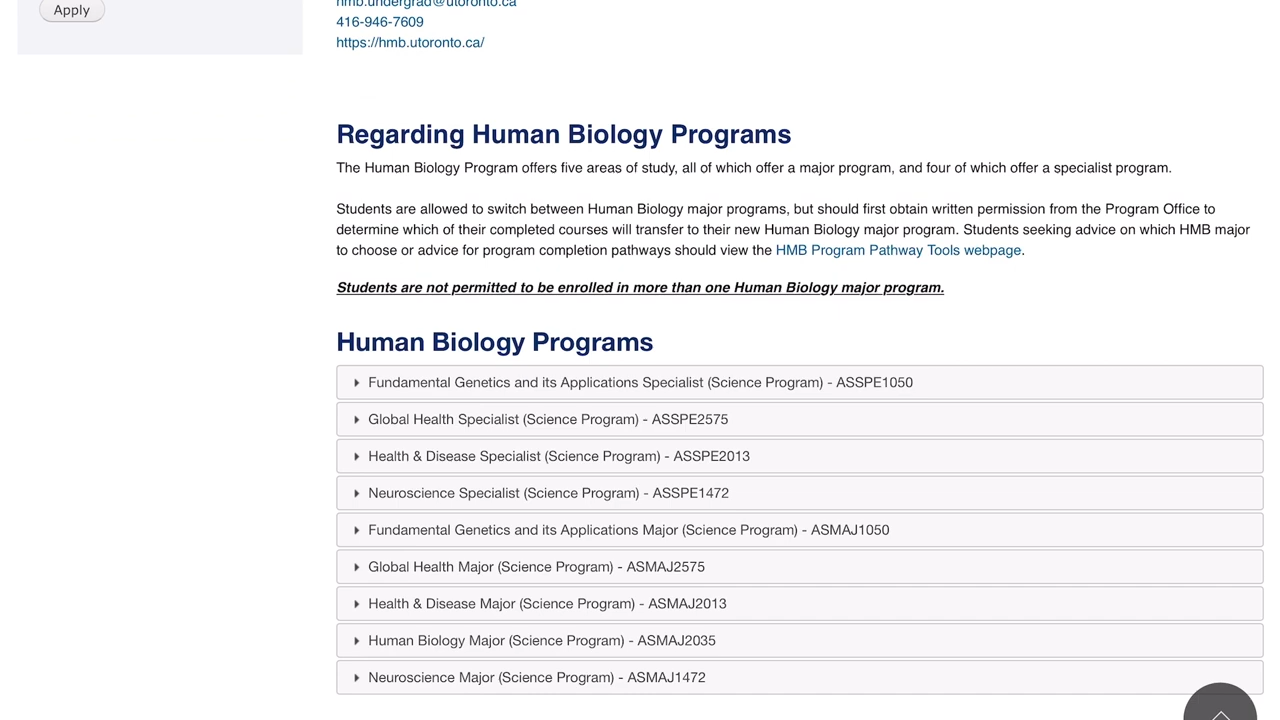 Apply
hmb.undergrad@utoronto.ca
416-946-7609
https://hmb.utoronto.ca/
Regarding Human Biology Programs
The Human Biology Program offers five areas of study, all of which offer a major program, and four of which offer a specialist program.
Students are allowed to switch between Human Biology major programs, but should first obtain written permission from the Program Office to
determine which of their completed courses will transfer to their new Human Biology major program. Students seeking advice on which HMB major
to choose or advice for program completion pathways should view the HMB Program Pathway Tools webpage.
Students are not permitted to be enrolled in more than one Human Biology major program.
Human Biology Programs
Fundamental Genetics and its Applications Specialist (Science Program) - ASSPE1050
Global Health Specialist (Science Program) - ASSPE2575
Health & Disease Specialist (Science Program) - ASSPE2013
Neuroscience Specialist (Science Program) - ASSPE1472
Fundamental Genetics and its Applications Major (Science Program) - ASMAJ1050
Global Health Major (Science Program) - ASMAJ2575
Health & Disease Major (Science Program) - ASMAJ2013
Human Biology Major (Science Program) - ASMAJ2035
Neuroscience Major (Science Program) - ASMAJ1472